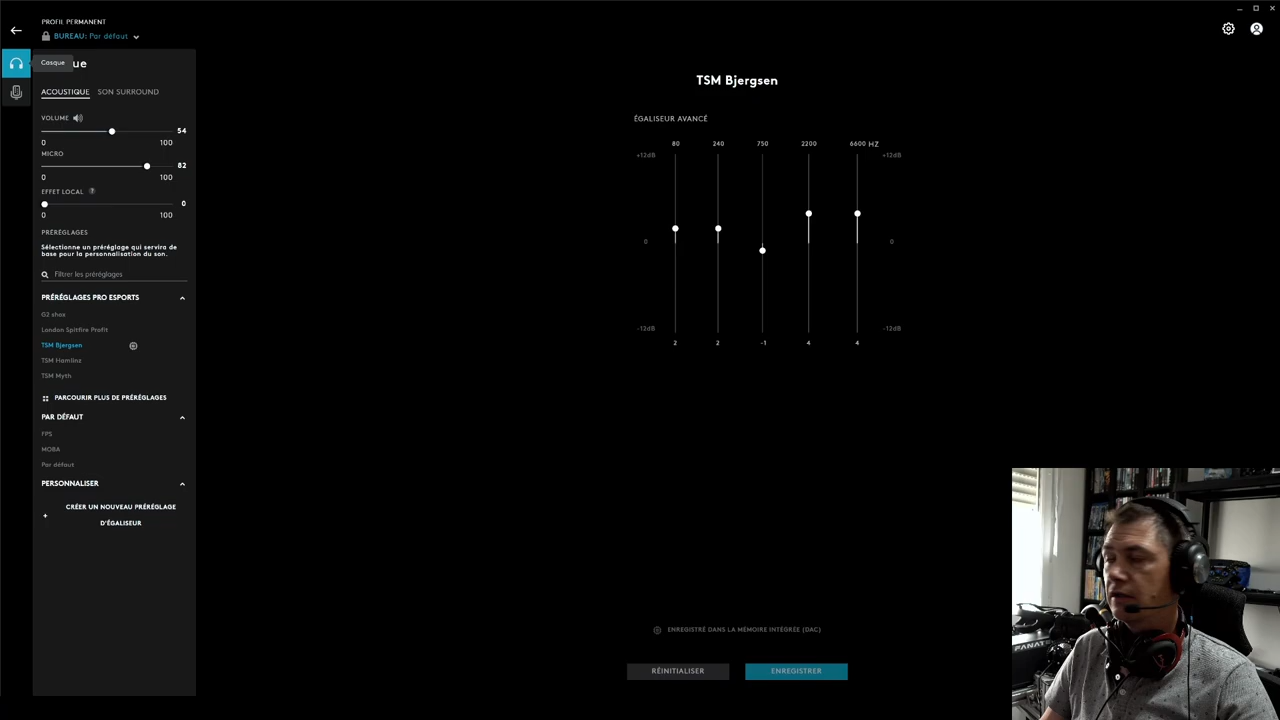 PROFIL PERMANENT
BUREAU: Par défaut
Casque
ue
ACOUSTIQUE SON SURROUND
VOLUME
54
0 100
MICRO
82
0 100
EFFET LOCAL ?
0
0 100
PRÉRÉGLAGES
Sélectionne un préréglage qui servira de
base pour la personnalisation du son.
Filtrer les préréglages
PRÉRÉGLAGES PRO ESPORTS
G2 shox
London Spitfire Profit
TSM Bjergsen
TSM Hamlinz
TSM Myth
PARCOURIR PLUS DE PRÉRÉGLAGES
PAR DÉFAUT
FPS
MOBA
Par défaut
PERSONNALISER
+ CRÉER UN NOUVEAU PRÉRÉGLAGE
D'ÉGALISEUR
TSM Bjergsen
ÉGALISEUR AVANCÉ
80 240 750 2200 6600 HZ
+12dB +12dB
0 0
-12dB -12dB
2 2 -1 4 4
ENREGISTRÉ DANS LA MÉMOIRE INTÉGRÉE (DAC)
RÉINITIALISER ENREGISTRER
FANAT